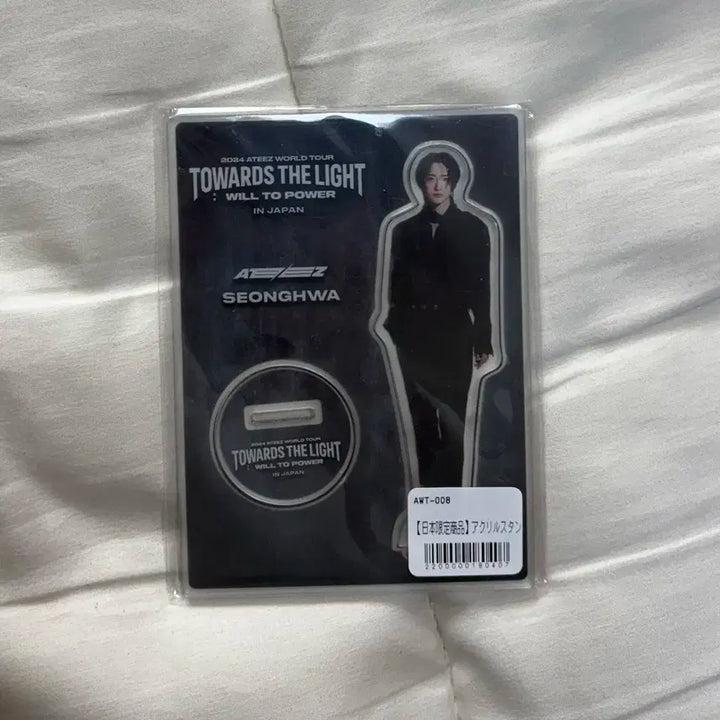 2024 ATEEZ WORLD TOUR
TOWARDS THE LIGHT
: WILL TO POWER
IN JAPAN
ATEEZ
SEONGHWA
2024 ATEEZ WORLD TOUR
TOWARDS THE LIGHT
: WILL TO POWER
IN JAPAN
AWT-008
【日本限定商品】アクリルスタン
2200000190407